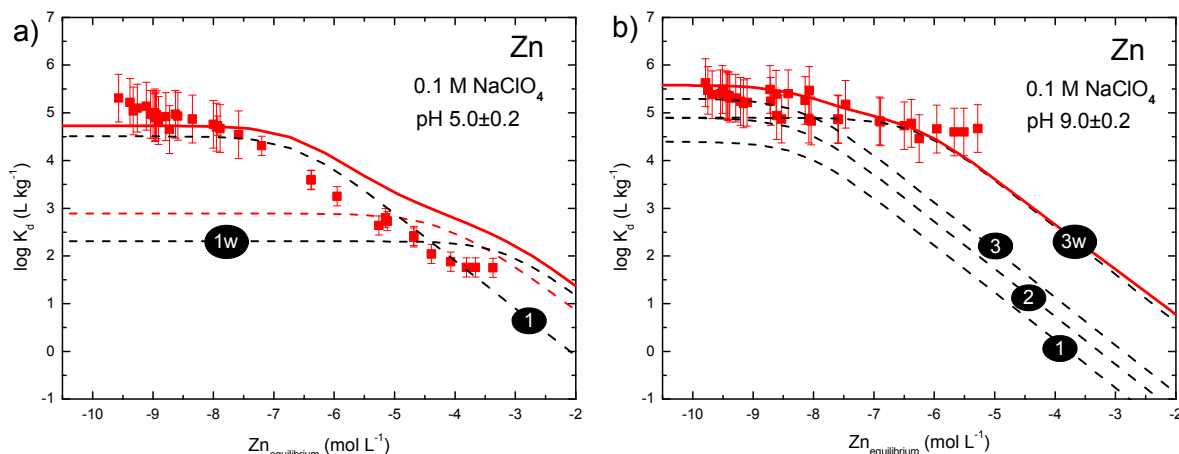 a)
Zn
0.1 M NaClO4
pH 5.0±0.2
log Kd (L kg-1)
7
6
5
4
3
2
1
0
-1
1w
1
-10 -9 -8 -7 -6 -5 -4 -3 -2
Znequilibrium (mol L-1)
b)
Zn
0.1 M NaClO4
pH 9.0±0.2
log Kd (L kg-1)
7
6
5
4
3
2
1
0
-1
3
3w
2
1
-10 -9 -8 -7 -6 -5 -4 -3 -2
Znequilibrium (mol L-1)